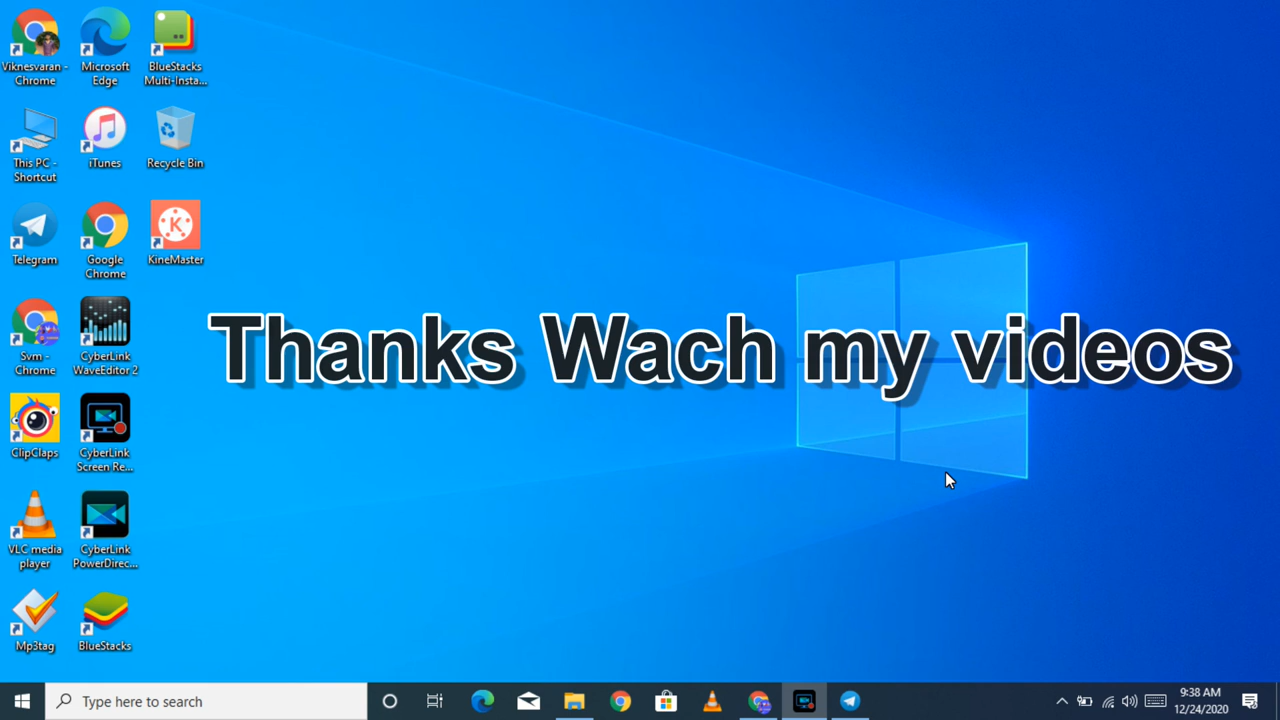 Viknesvaran -
Chrome
Microsoft
Edge
BlueStacks
Multi-Insta...
This PC -
Shortcut
iTunes
Recycle Bin
Telegram
Google
Chrome
KineMaster
Svm -
Chrome
CyberLink
WaveEditor 2
Thanks Wach my videos
ClipClaps
CyberLink
Screen Re...
VLC media
player
CyberLink
PowerDirec...
Mp3tag
BlueStacks
Type here to search
9:38 AM
12/24/2020